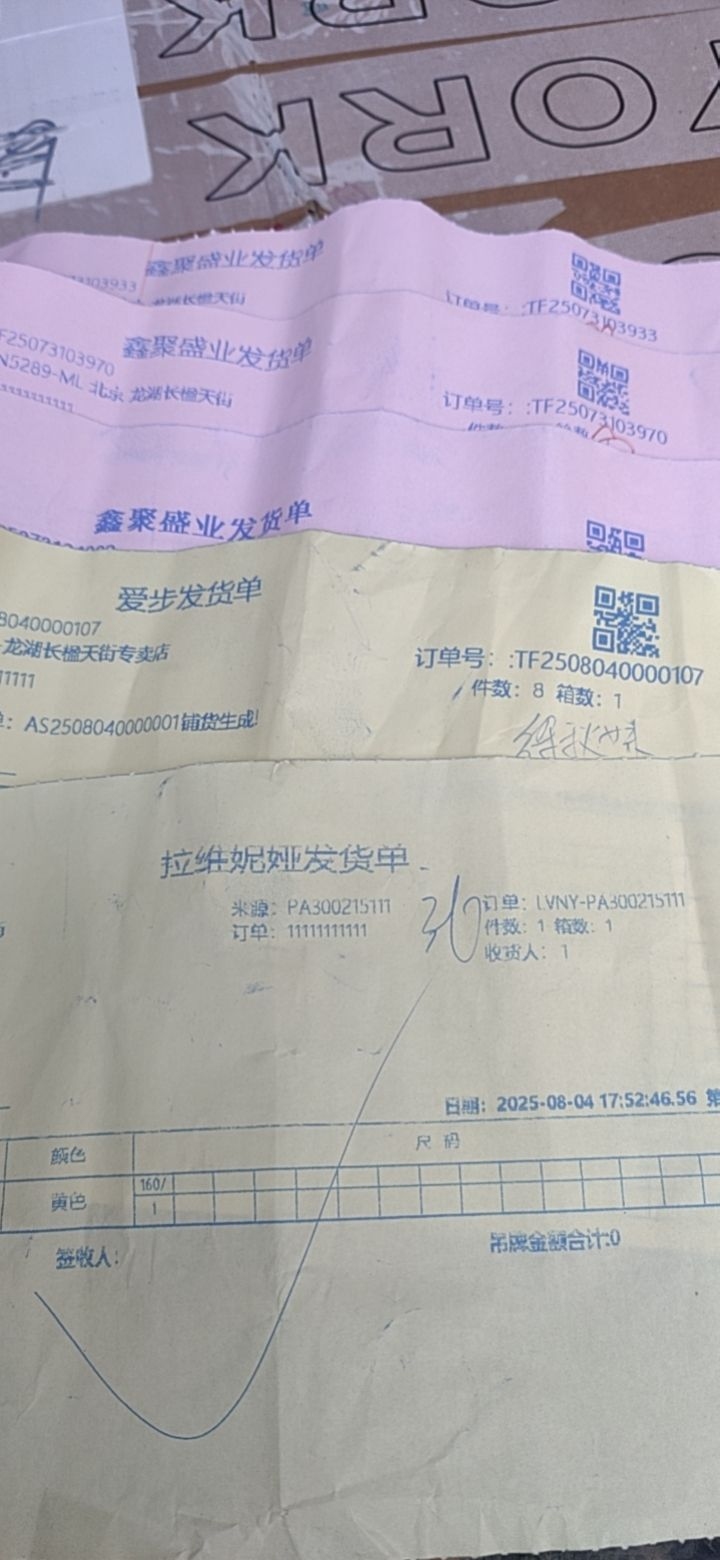 ORK
ORK
鑫聚盛业发货单
103933
龙湖长楹天街
订单号: :TF25073103933
鑫聚盛业发货单
F25073103970
N5289-ML 北京 龙湖长楹天街
11111111111
订单号: :TF25073103970
件数
鑫聚盛业发货单
爱步发货单
8040000107
龙湖长楹天街专卖店
11111
订单号: :TF2508040000107
件数: 8 箱数: 1
单: AS2508040000001铺货生成!
拉维妮娅发货单
来源: PA300215111
订单: LVNY-PA300215111
订单: 11111111111
件数: 1 箱数: 1
收货人: 1
日期: 2025-08-04 17:52:46.56 第
颜色
尺 码
160/
黄色
1
签收人:
吊牌金额合计:0